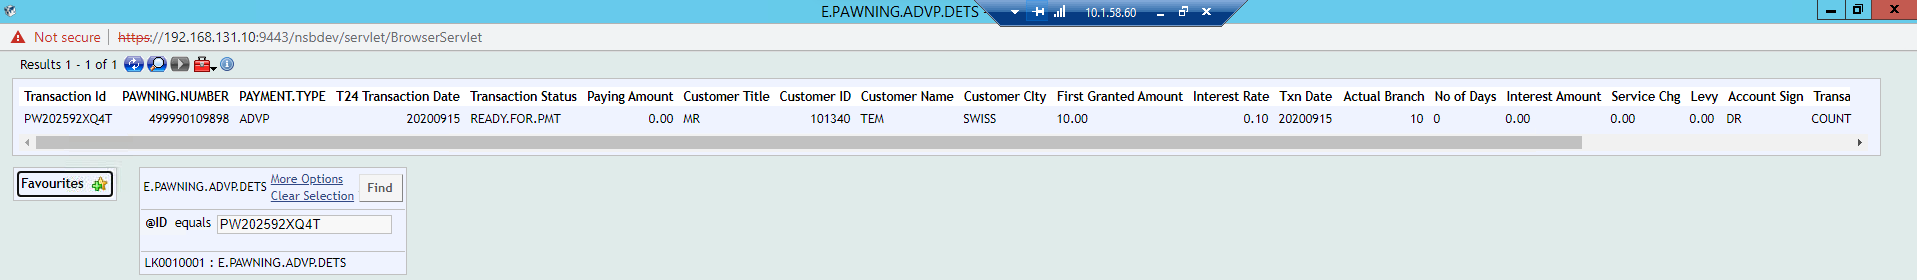 E.PAWNING.ADVP.DETS -
10.1.58.60
Not secure | https://192.168.131.10:9443/nsbdev/servlet/BrowserServlet
Results 1 - 1 of 1
Transaction Id PAWNING.NUMBER PAYMENT.TYPE T24 Transaction Date Transaction Status Paying Amount Customer Title Customer ID Customer Name Customer CIty First Granted Amount Interest Rate Txn Date Actual Branch No of Days Interest Amount Service Chg Levy Account Sign Transa
PW202592XQ4T 499990109898 ADVP 20200915 READY.FOR.PMT 0.00 MR 101340 TEM SWISS 10.00 0.10 20200915 10 0 0.00 0.00 0.00 DR COUNT
Favourites
E.PAWNING.ADVP.DETS More Options Find
Clear Selection
@ID equals PW202592XQ4T
LK0010001 : E.PAWNING.ADVP.DETS